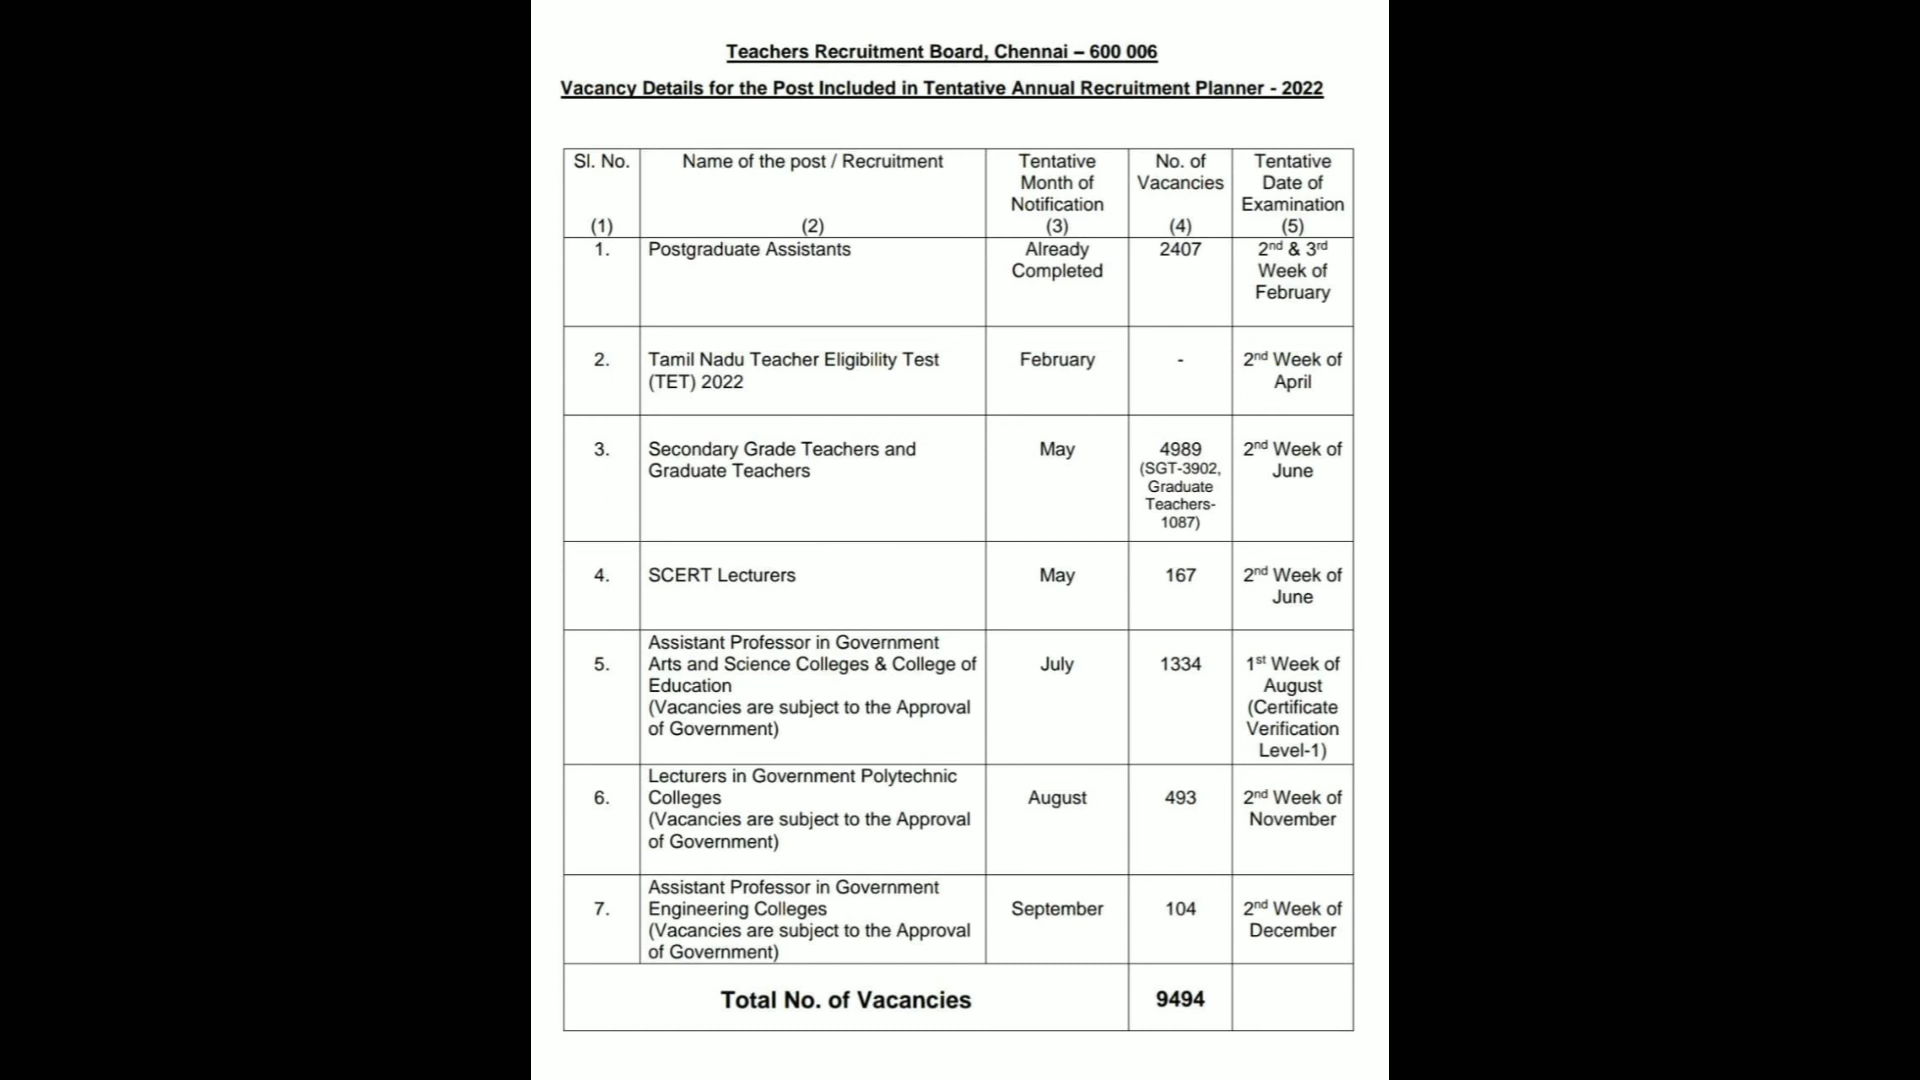 Teachers Recruitment Board, Chennai – 600 006
Vacancy Details for the Post Included in Tentative Annual Recruitment Planner - 2022
Sl. No.
(1)
Name of the post / Recruitment
(2)
Tentative
Month of
Notification
(3)
No. of
Vacancies
(4)
Tentative
Date of
Examination
(5)
1.
Postgraduate Assistants
Already
Completed
2407
2nd & 3rd
Week of
February
2.
Tamil Nadu Teacher Eligibility Test
(TET) 2022
February
-
2nd Week of
April
3.
Secondary Grade Teachers and
Graduate Teachers
May
4989
(SGT-3902,
Graduate
Teachers-
1087)
2nd Week of
June
4.
SCERT Lecturers
May
167
2nd Week of
June
5.
Assistant Professor in Government
Arts and Science Colleges & College of
Education
(Vacancies are subject to the Approval
of Government)
July
1334
1st Week of
August
(Certificate
Verification
Level-1)
6.
Lecturers in Government Polytechnic
Colleges
(Vacancies are subject to the Approval
of Government)
August
493
2nd Week of
November
7.
Assistant Professor in Government
Engineering Colleges
(Vacancies are subject to the Approval
of Government)
September
104
2nd Week of
December
Total No. of Vacancies
9494